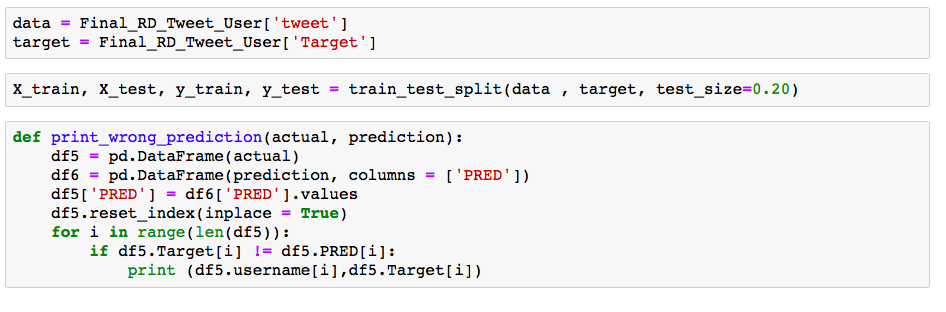 data = Final_RD_Tweet_User['tweet']
target = Final_RD_Tweet_User['Target']
X_train, X_test, y_train, y_test = train_test_split(data , target, test_size=0.20)
def print_wrong_prediction(actual, prediction):
    df5 = pd.DataFrame(actual)
    df6 = pd.DataFrame(prediction, columns = ['PRED'])
    df5['PRED'] = df6['PRED'].values
    df5.reset_index(inplace = True)
    for i in range(len(df5)):
        if df5.Target[i] != df5.PRED[i]:
            print (df5.username[i],df5.Target[i])